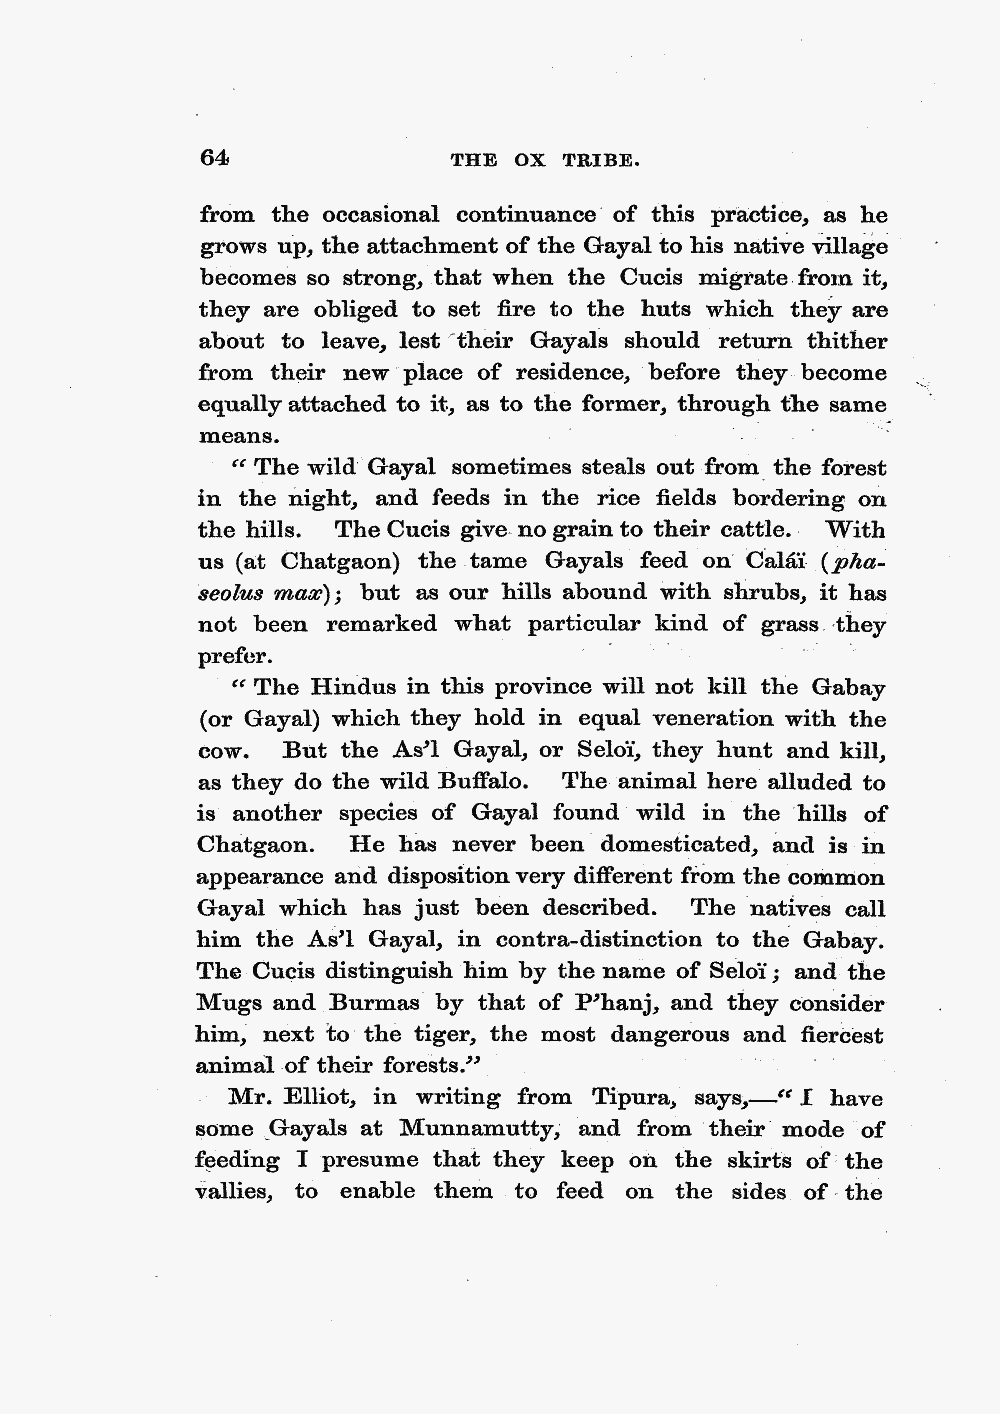 64 THE OX TRIBE.
from the occasional continuance of this practice, as he
grows up, the attachment of the Gayal to his native village
becomes so strong, that when the Cucis migrate from it,
they are obliged to set fire to the huts which they are
about to leave, lest their Gayals should return thither
from their new place of residence, before they become
equally attached to it, as to the former, through the same
means.
“ The wild Gayal sometimes steals out from the forest
in the night, and feeds in the rice fields bordering on
the hills. The Cucis give no grain to their cattle. With
us (at Chatgaon) the tame Gayals feed on Caláï (pha-
seolus max); but as our hills abound with shrubs, it has
not been remarked what particular kind of grass they
prefer.
“ The Hindus in this province will not kill the Gabay
(or Gayal) which they hold in equal veneration with the
cow. But the As’l Gayal, or Seloï, they hunt and kill,
as they do the wild Buffalo. The animal here alluded to
is another species of Gayal found wild in the hills of
Chatgaon. He has never been domesticated, and is in
appearance and disposition very different from the common
Gayal which has just been described. The natives call
him the As’l Gayal, in contra-distinction to the Gabay.
The Cucis distinguish him by the name of Seloï; and the
Mugs and Burmas by that of P’hanj, and they consider
him, next to the tiger, the most dangerous and fiercest
animal of their forests.”
Mr. Elliot, in writing from Tipura, says,—“ I have
some Gayals at Munnamutty, and from their mode of
feeding I presume that they keep on the skirts of the
vallies, to enable them to feed on the sides of the